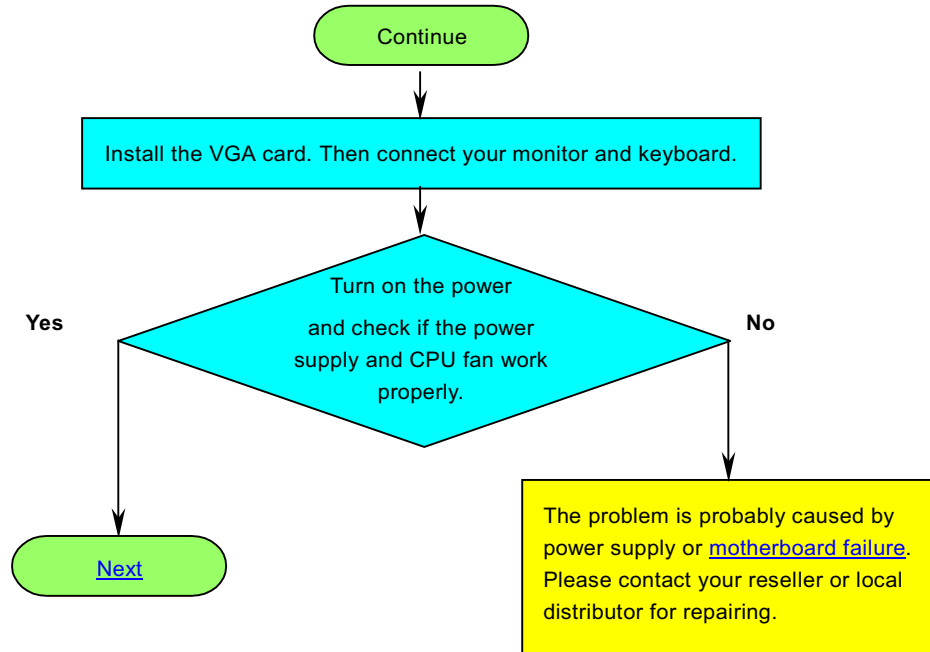 Continue
Install the VGA card. Then connect your monitor and keyboard.
Turn on the power
and check if the power
supply and CPU fan work
properly.
Yes
No
Next
The problem is probably caused by
power supply or motherboard failure.
Please contact your reseller or local
distributor for repairing.